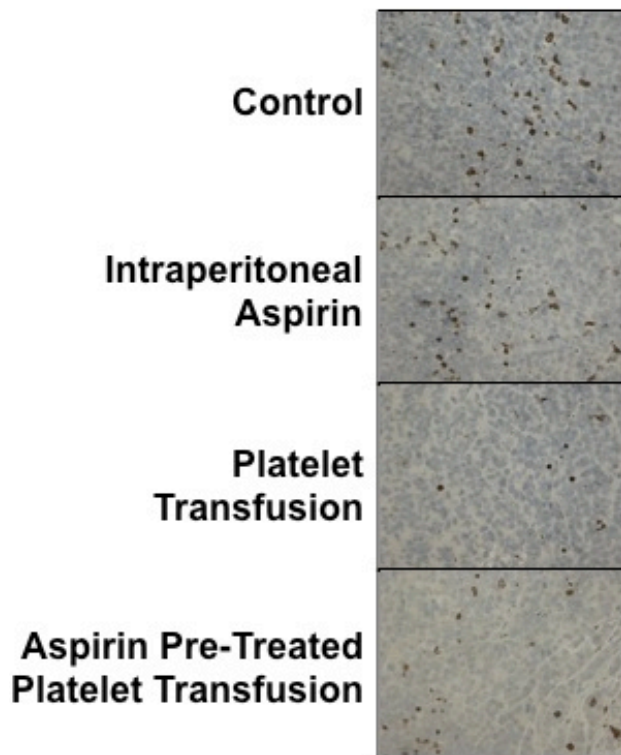 Control
Intraperitoneal
Aspirin
Platelet
Transfusion
Aspirin Pre-Treated
Platelet Transfusion